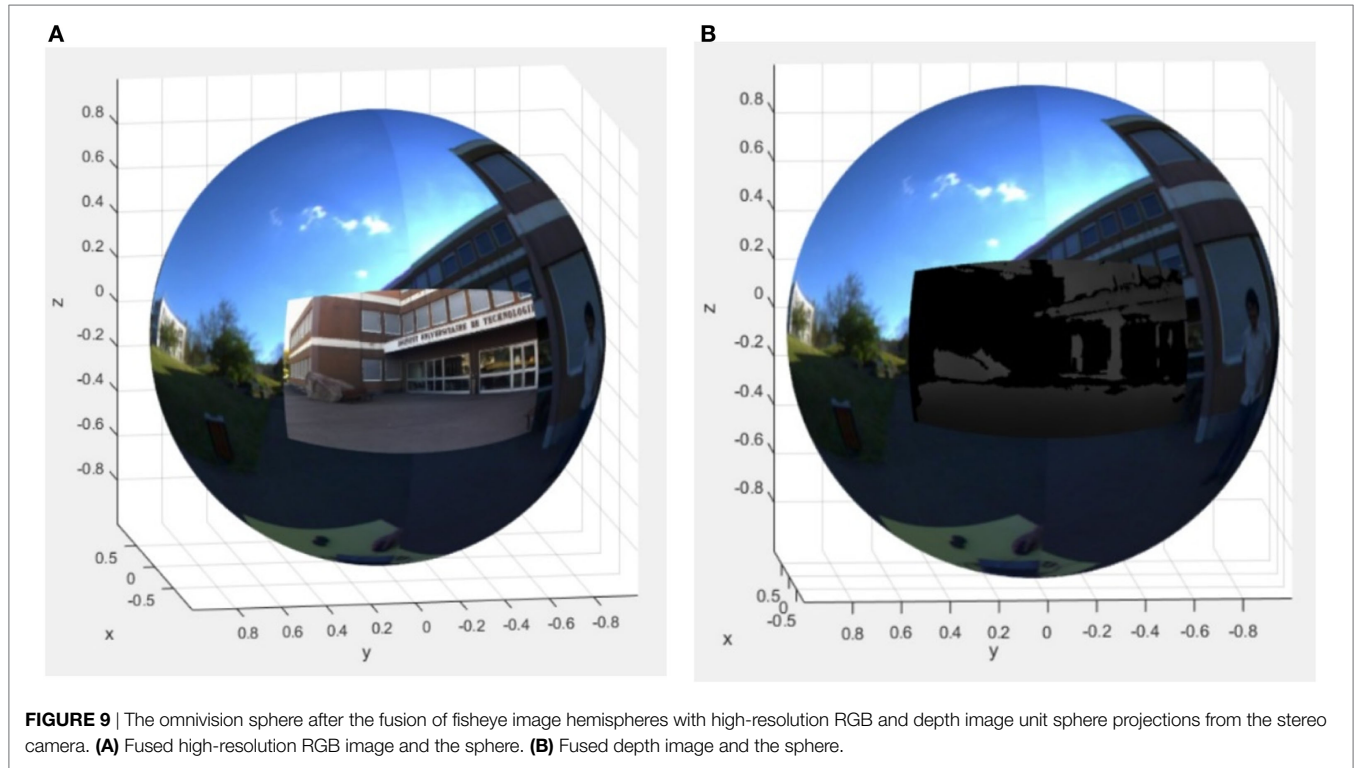 A
0.8
0.6
0.4
0.2
0
-0.2
-0.4
-0.6
-0.8
z
0.5
0
-0.5
x
0.8 0.6 0.4 0.2 0 -0.2 -0.4 -0.6 -0.8
y
UNIVERSITAIRE DE TECHNOLOGIE
B
0.8
0.6
0.4
0.2
0
-0.2
-0.4
-0.6
-0.8
z
0.5
0
-0.5
x
0.8 0.6 0.4 0.2 0 -0.2 -0.4 -0.6 -0.8
y
FIGURE 9 | The omnivision sphere after the fusion of fisheye image hemispheres with high-resolution RGB and depth image unit sphere projections from the stereo
camera. (A) Fused high-resolution RGB image and the sphere. (B) Fused depth image and the sphere.